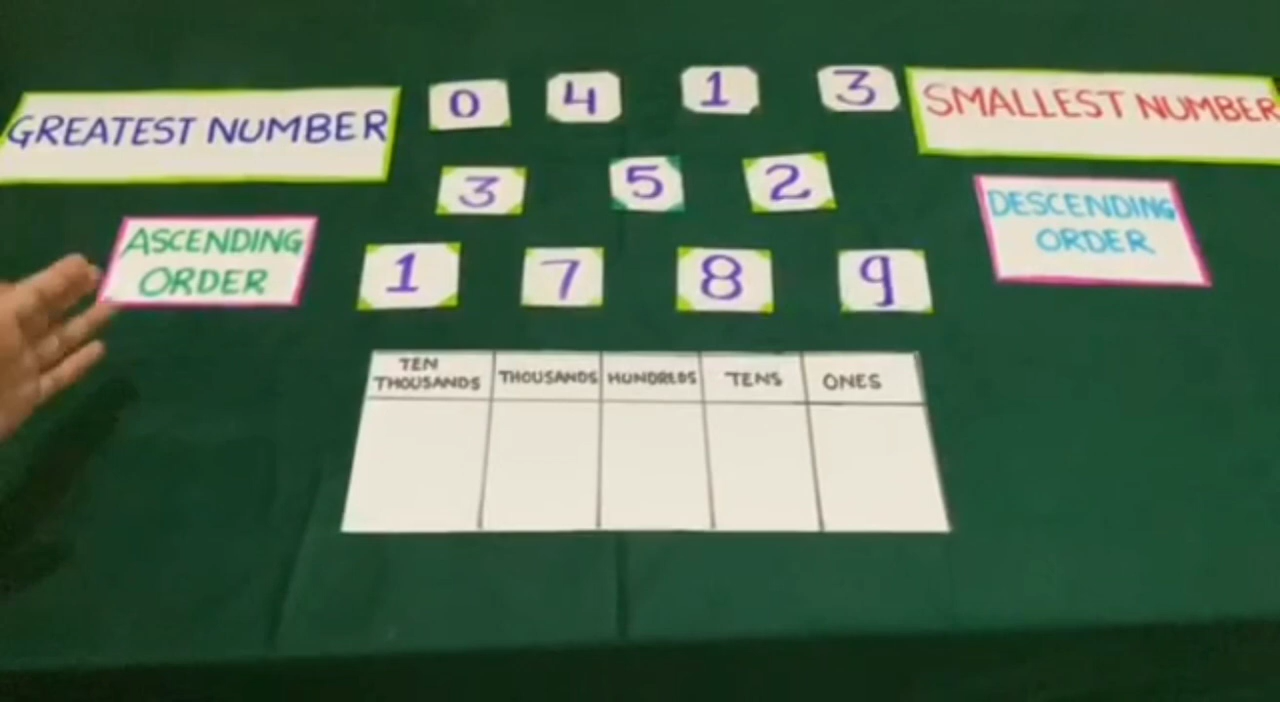 GREATEST NUMBER
0 4 1 3
SMALLEST NUMBER
3 5 2
DESCENDING
ORDER
ASCENDING
ORDER
1 7 8 9
TEN
THOUSANDS THOUSANDS HUNDREDS TENS ONES